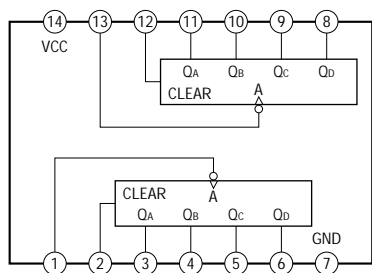 14 13 12 11 10 9 8
VCC
QA QB QC QD
CLEAR A
CLEAR A
QA QB QC QD
GND
1 2 3 4 5 6 7